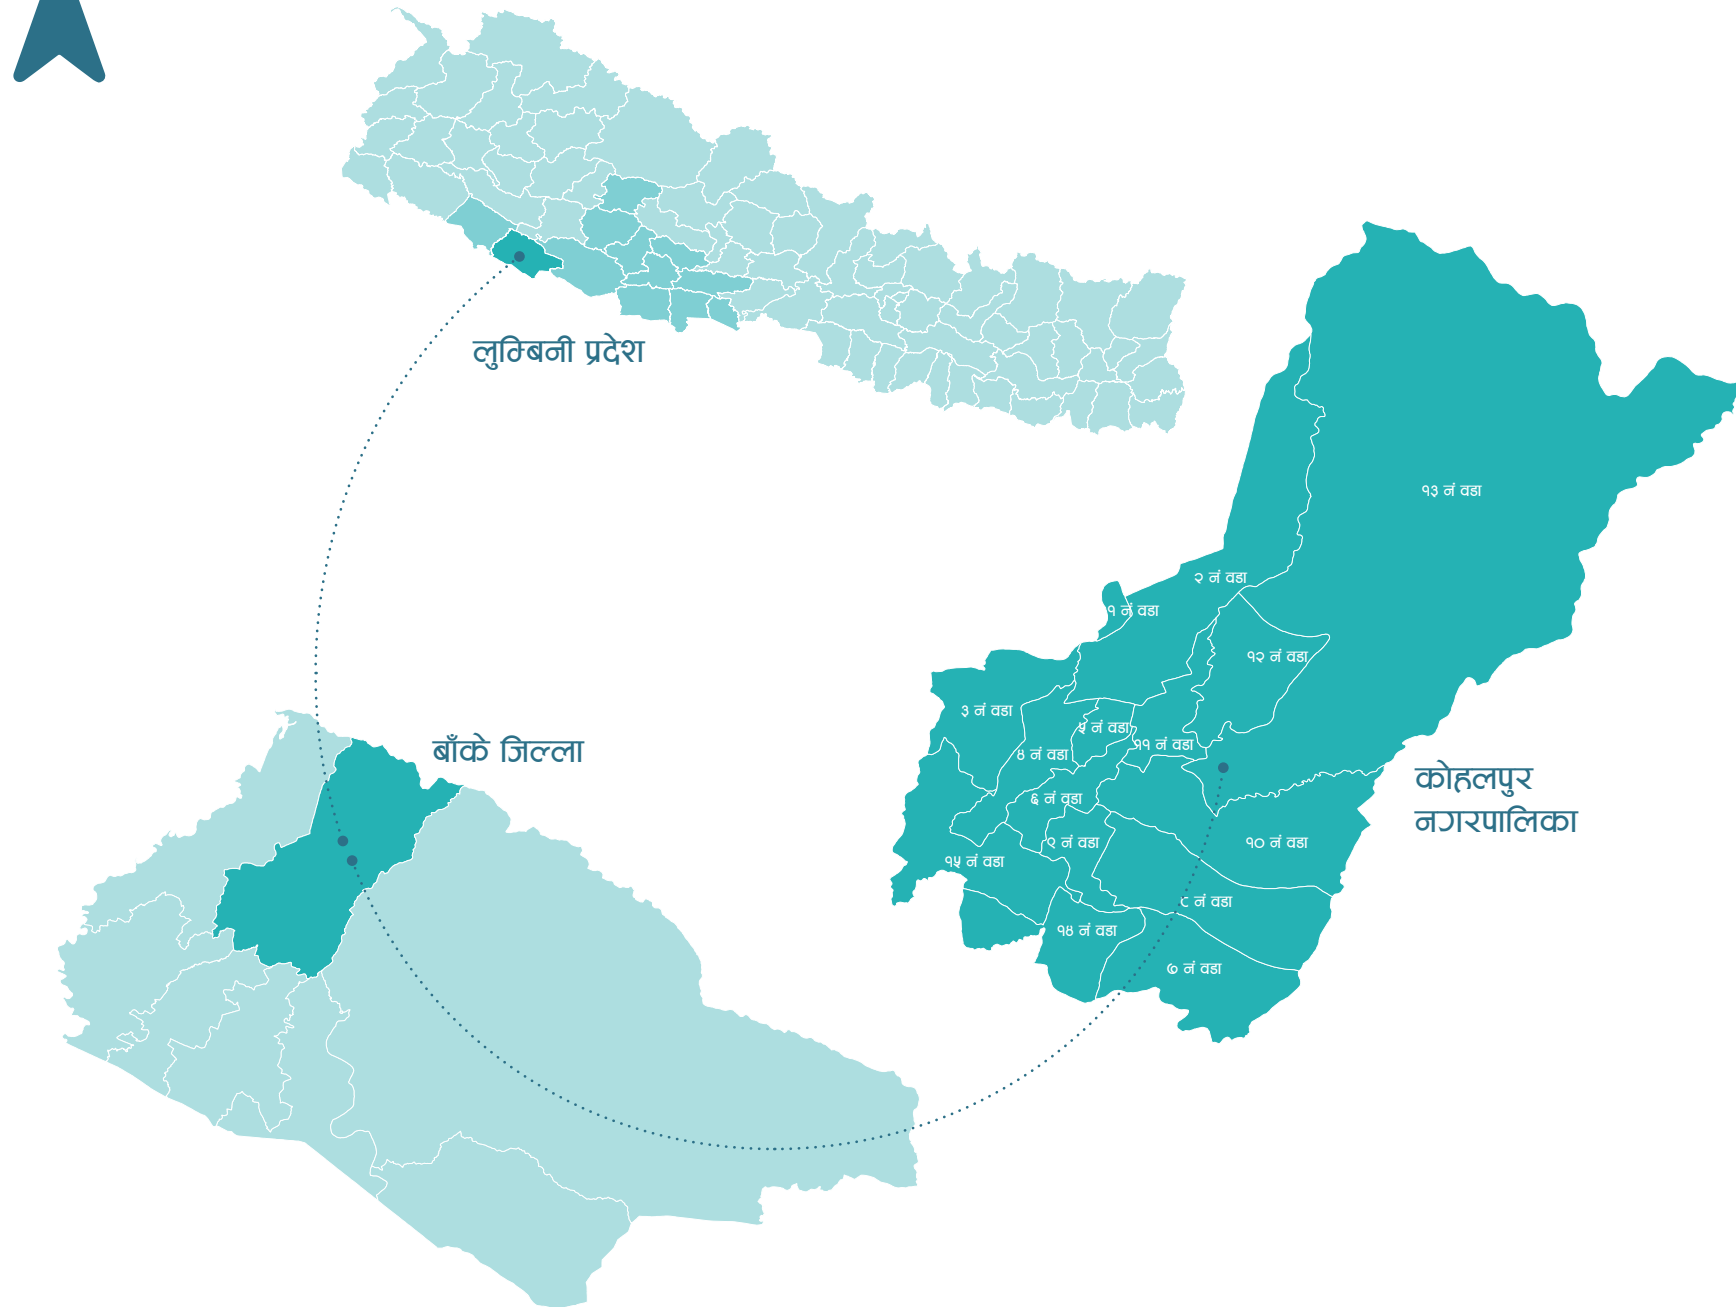 लुम्बिनी प्रदेश
१३ नं वडा
२ नं वडा
१ नं वडा
१२ नं वडा
३ नं वडा
५ नं वडा
११ नं वडा
४ नं वडा
बाँके जिल्ला
कोहलपुर
नगरपालिका
६ नं वडा
९ नं वडा
१० नं वडा
१५ नं वडा
८ नं वडा
१४ नं वडा
७ नं वडा